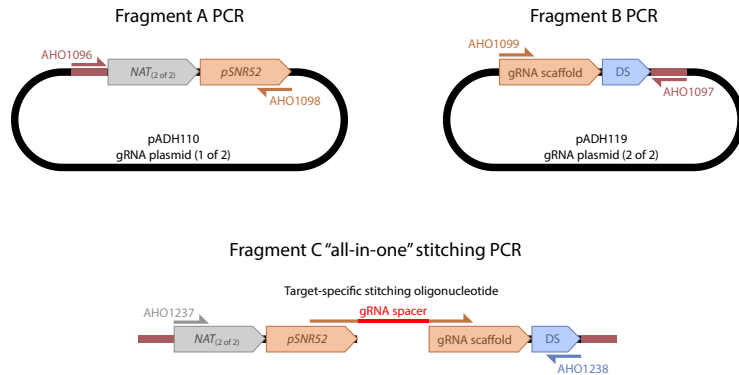 Fragment A PCR
AHO1096
NAT(2 of 2)
pSNR52
AHO1098
pADH110
gRNA plasmid (1 of 2)
Fragment B PCR
AHO1099
gRNA scaffold
DS
AHO1097
pADH119
gRNA plasmid (2 of 2)
Fragment C “all-in-one” stitching PCR
Target-specific stitching oligonucleotide
gRNA spacer
AHO1237
NAT(2 of 2)
pSNR52
gRNA scaffold
DS
AHO1238